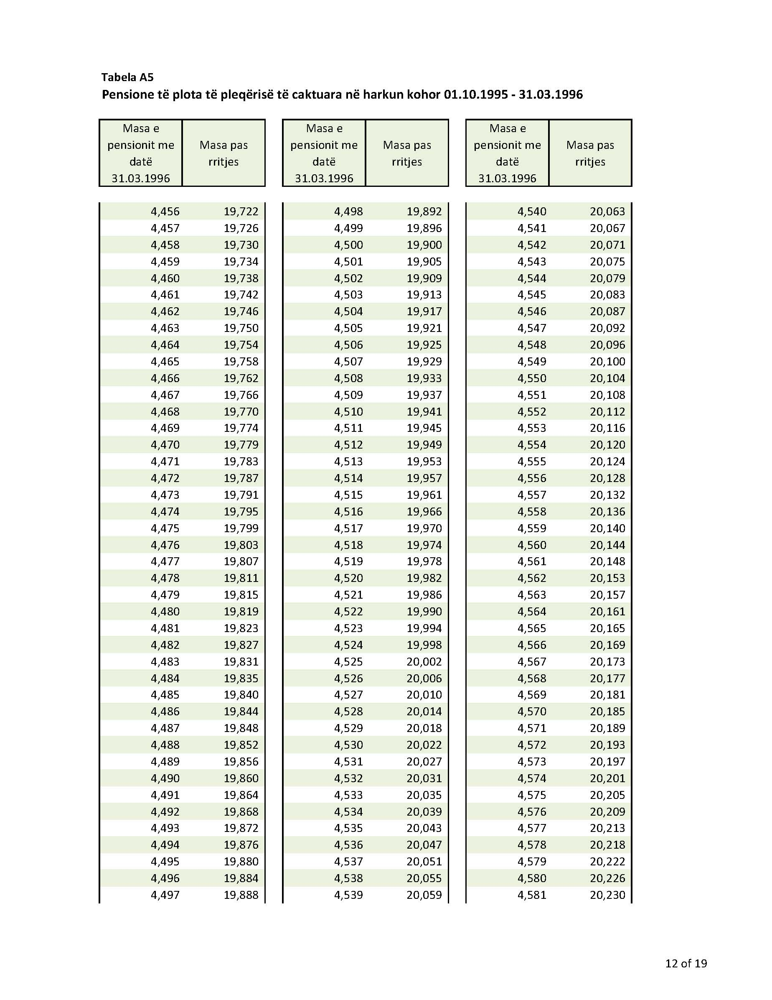 Tabela A5
Pensione të plota të pleqërisë të caktuara në harkun kohor 01.10.1995 - 31.03.1996
Masa e pensionit me datë 31.03.1996 Masa pas rritjes Masa e pensionit me datë 31.03.1996 Masa pas rritjes Masa e pensionit me datë 31.03.1996 Masa pas rritjes
4,456 19,722 4,498 19,892 4,540 20,063
4,457 19,726 4,499 19,896 4,541 20,067
4,458 19,730 4,500 19,900 4,542 20,071
4,459 19,734 4,501 19,905 4,543 20,075
4,460 19,738 4,502 19,909 4,544 20,079
4,461 19,742 4,503 19,913 4,545 20,083
4,462 19,746 4,504 19,917 4,546 20,087
4,463 19,750 4,505 19,921 4,547 20,092
4,464 19,754 4,506 19,925 4,548 20,096
4,465 19,758 4,507 19,929 4,549 20,100
4,466 19,762 4,508 19,933 4,550 20,104
4,467 19,766 4,509 19,937 4,551 20,108
4,468 19,770 4,510 19,941 4,552 20,112
4,469 19,774 4,511 19,945 4,553 20,116
4,470 19,779 4,512 19,949 4,554 20,120
4,471 19,783 4,513 19,953 4,555 20,124
4,472 19,787 4,514 19,957 4,556 20,128
4,473 19,791 4,515 19,961 4,557 20,132
4,474 19,795 4,516 19,966 4,558 20,136
4,475 19,799 4,517 19,970 4,559 20,140
4,476 19,803 4,518 19,974 4,560 20,144
4,477 19,807 4,519 19,978 4,561 20,148
4,478 19,811 4,520 19,982 4,562 20,153
4,479 19,815 4,521 19,986 4,563 20,157
4,480 19,819 4,522 19,990 4,564 20,161
4,481 19,823 4,523 19,994 4,565 20,165
4,482 19,827 4,524 19,998 4,566 20,169
4,483 19,831 4,525 20,002 4,567 20,173
4,484 19,835 4,526 20,006 4,568 20,177
4,485 19,840 4,527 20,010 4,569 20,181
4,486 19,844 4,528 20,014 4,570 20,185
4,487 19,848 4,529 20,018 4,571 20,189
4,488 19,852 4,530 20,022 4,572 20,193
4,489 19,856 4,531 20,027 4,573 20,197
4,490 19,860 4,532 20,031 4,574 20,201
4,491 19,864 4,533 20,035 4,575 20,205
4,492 19,868 4,534 20,039 4,576 20,209
4,493 19,872 4,535 20,043 4,577 20,213
4,494 19,876 4,536 20,047 4,578 20,218
4,495 19,880 4,537 20,051 4,579 20,222
4,496 19,884 4,538 20,055 4,580 20,226
4,497 19,888 4,539 20,059 4,581 20,230
12 of 19